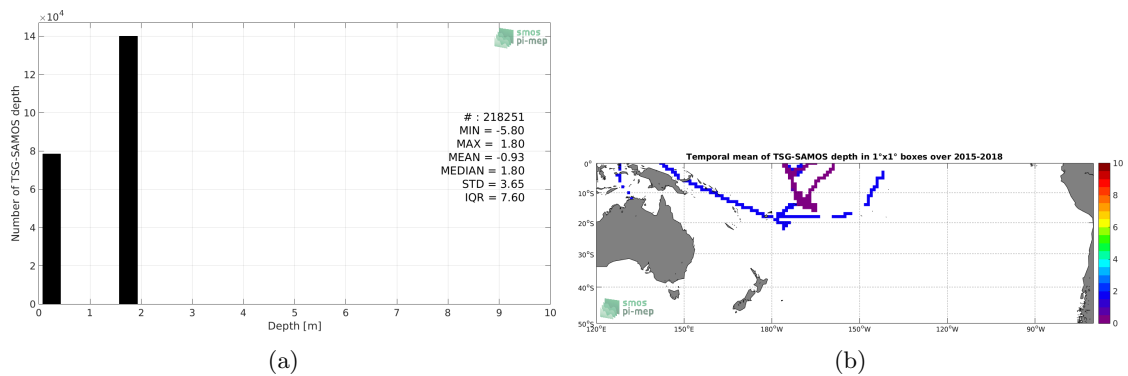 ×10⁴
14
12
10
8
6
4
2
0
0 1 2 3 4 5 6 7 8 9 10
Number of TSG-SAMOS depth
Depth [m]
smos
pi-mep
# : 218251
MIN = -5.80
MAX = 1.80
MEAN = -0.93
MEDIAN = 1.80
STD = 3.65
IQR = 7.60
(a)
Temporal mean of TSG-SAMOS depth in 1°x1° boxes over 2015-2018
0°
10°S
20°S
30°S
40°S
50°S
120°E 150°E 180°W 150°W 120°W 90°W
smos
pi-mep
10
8
6
4
2
0
(b)